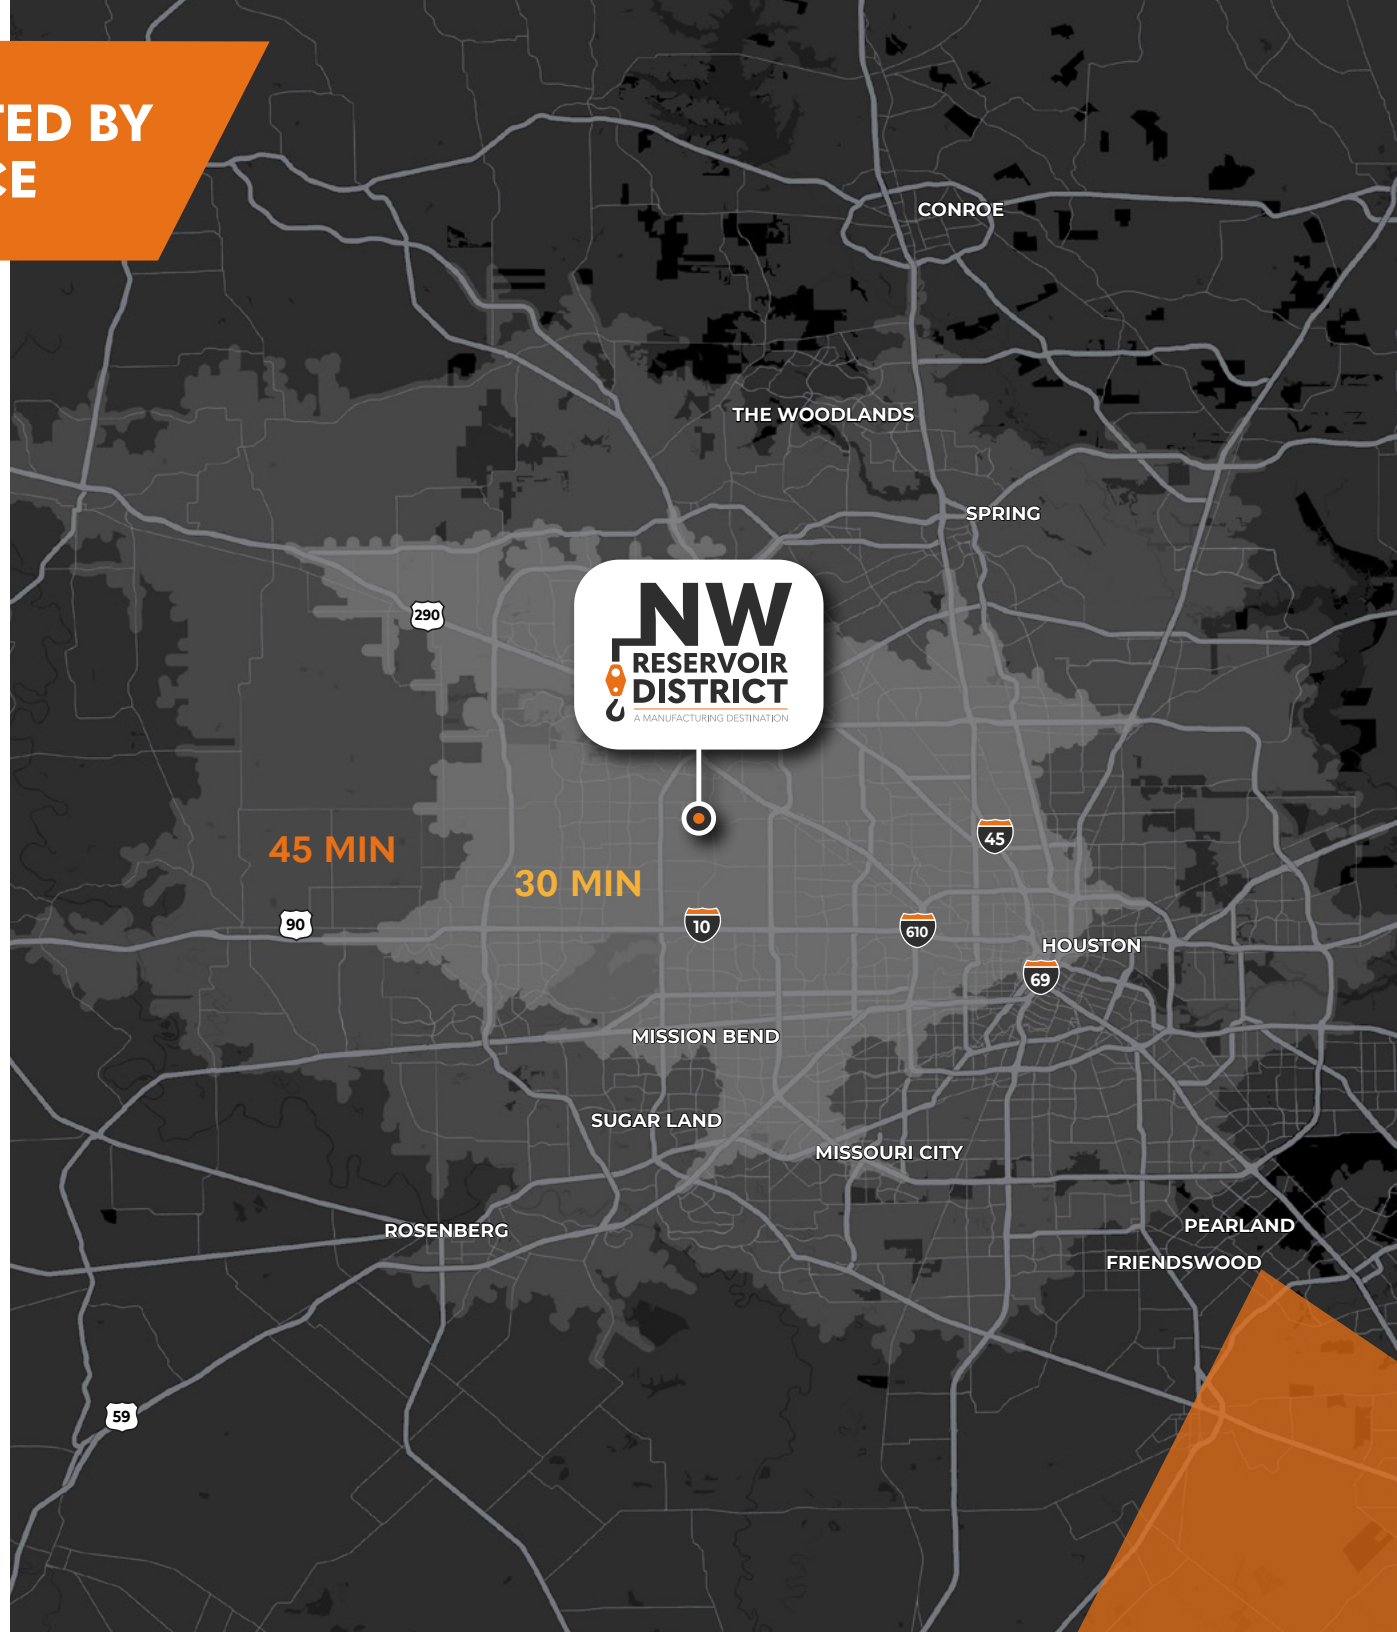 TED BY
CE
CONROE
THE WOODLANDS
SPRING
290
NW
RESERVOIR
DISTRICT
A MANUFACTURING DESTINATION
45 MIN
30 MIN
45
90
10
610
HOUSTON
69
MISSION BEND
SUGAR LAND
MISSOURI CITY
ROSENBERG
PEARLAND
FRIENDSWOOD
59